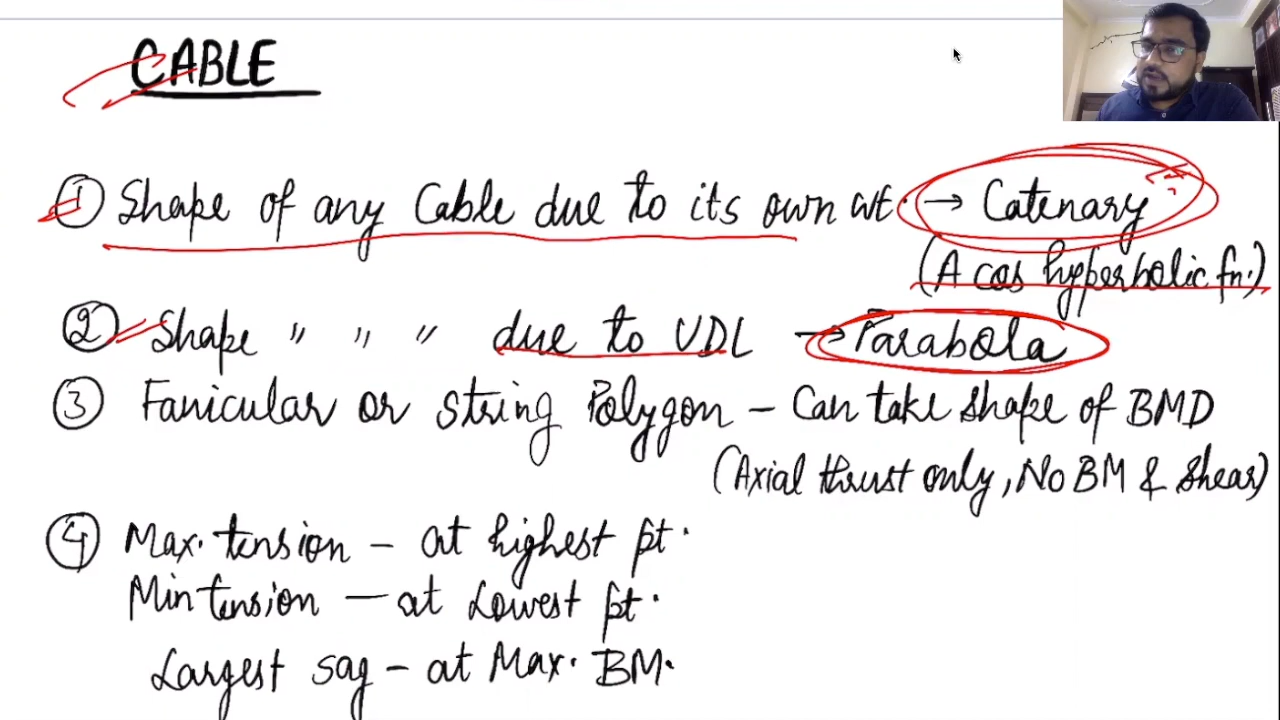 CABLE
① Shape of any Cable due to its own wt. → Catenary
(A cos hyperbolic fn.)
② Shape " " " due to UDL → Parabola
③ Fanicular or string Polygon - Can take shape of BMD
(Axial thrust only, No BM & Shear)
④ Max. tension - at highest pt.
Min tension - at Lowest pt.
Largest sag - at Max. BM.